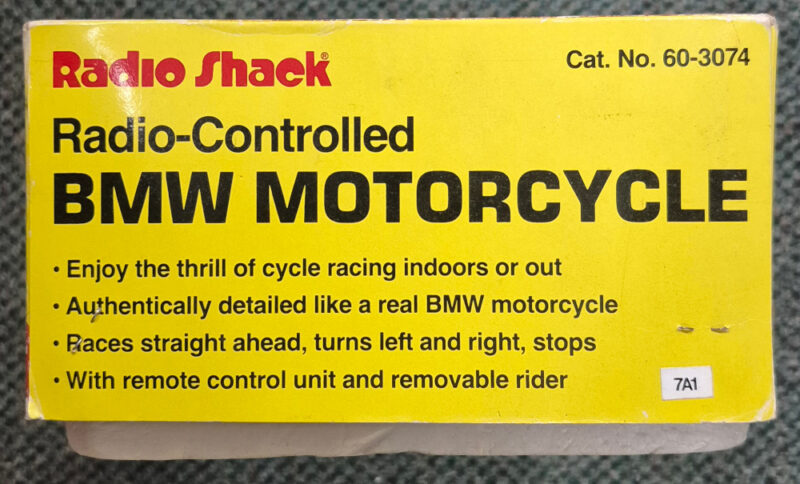 Radio Shack®
Cat. No. 60-3074
Radio-Controlled
BMW MOTORCYCLE
• Enjoy the thrill of cycle racing indoors or out
• Authentically detailed like a real BMW motorcycle
• Races straight ahead, turns left and right, stops
• With remote control unit and removable rider
7A1